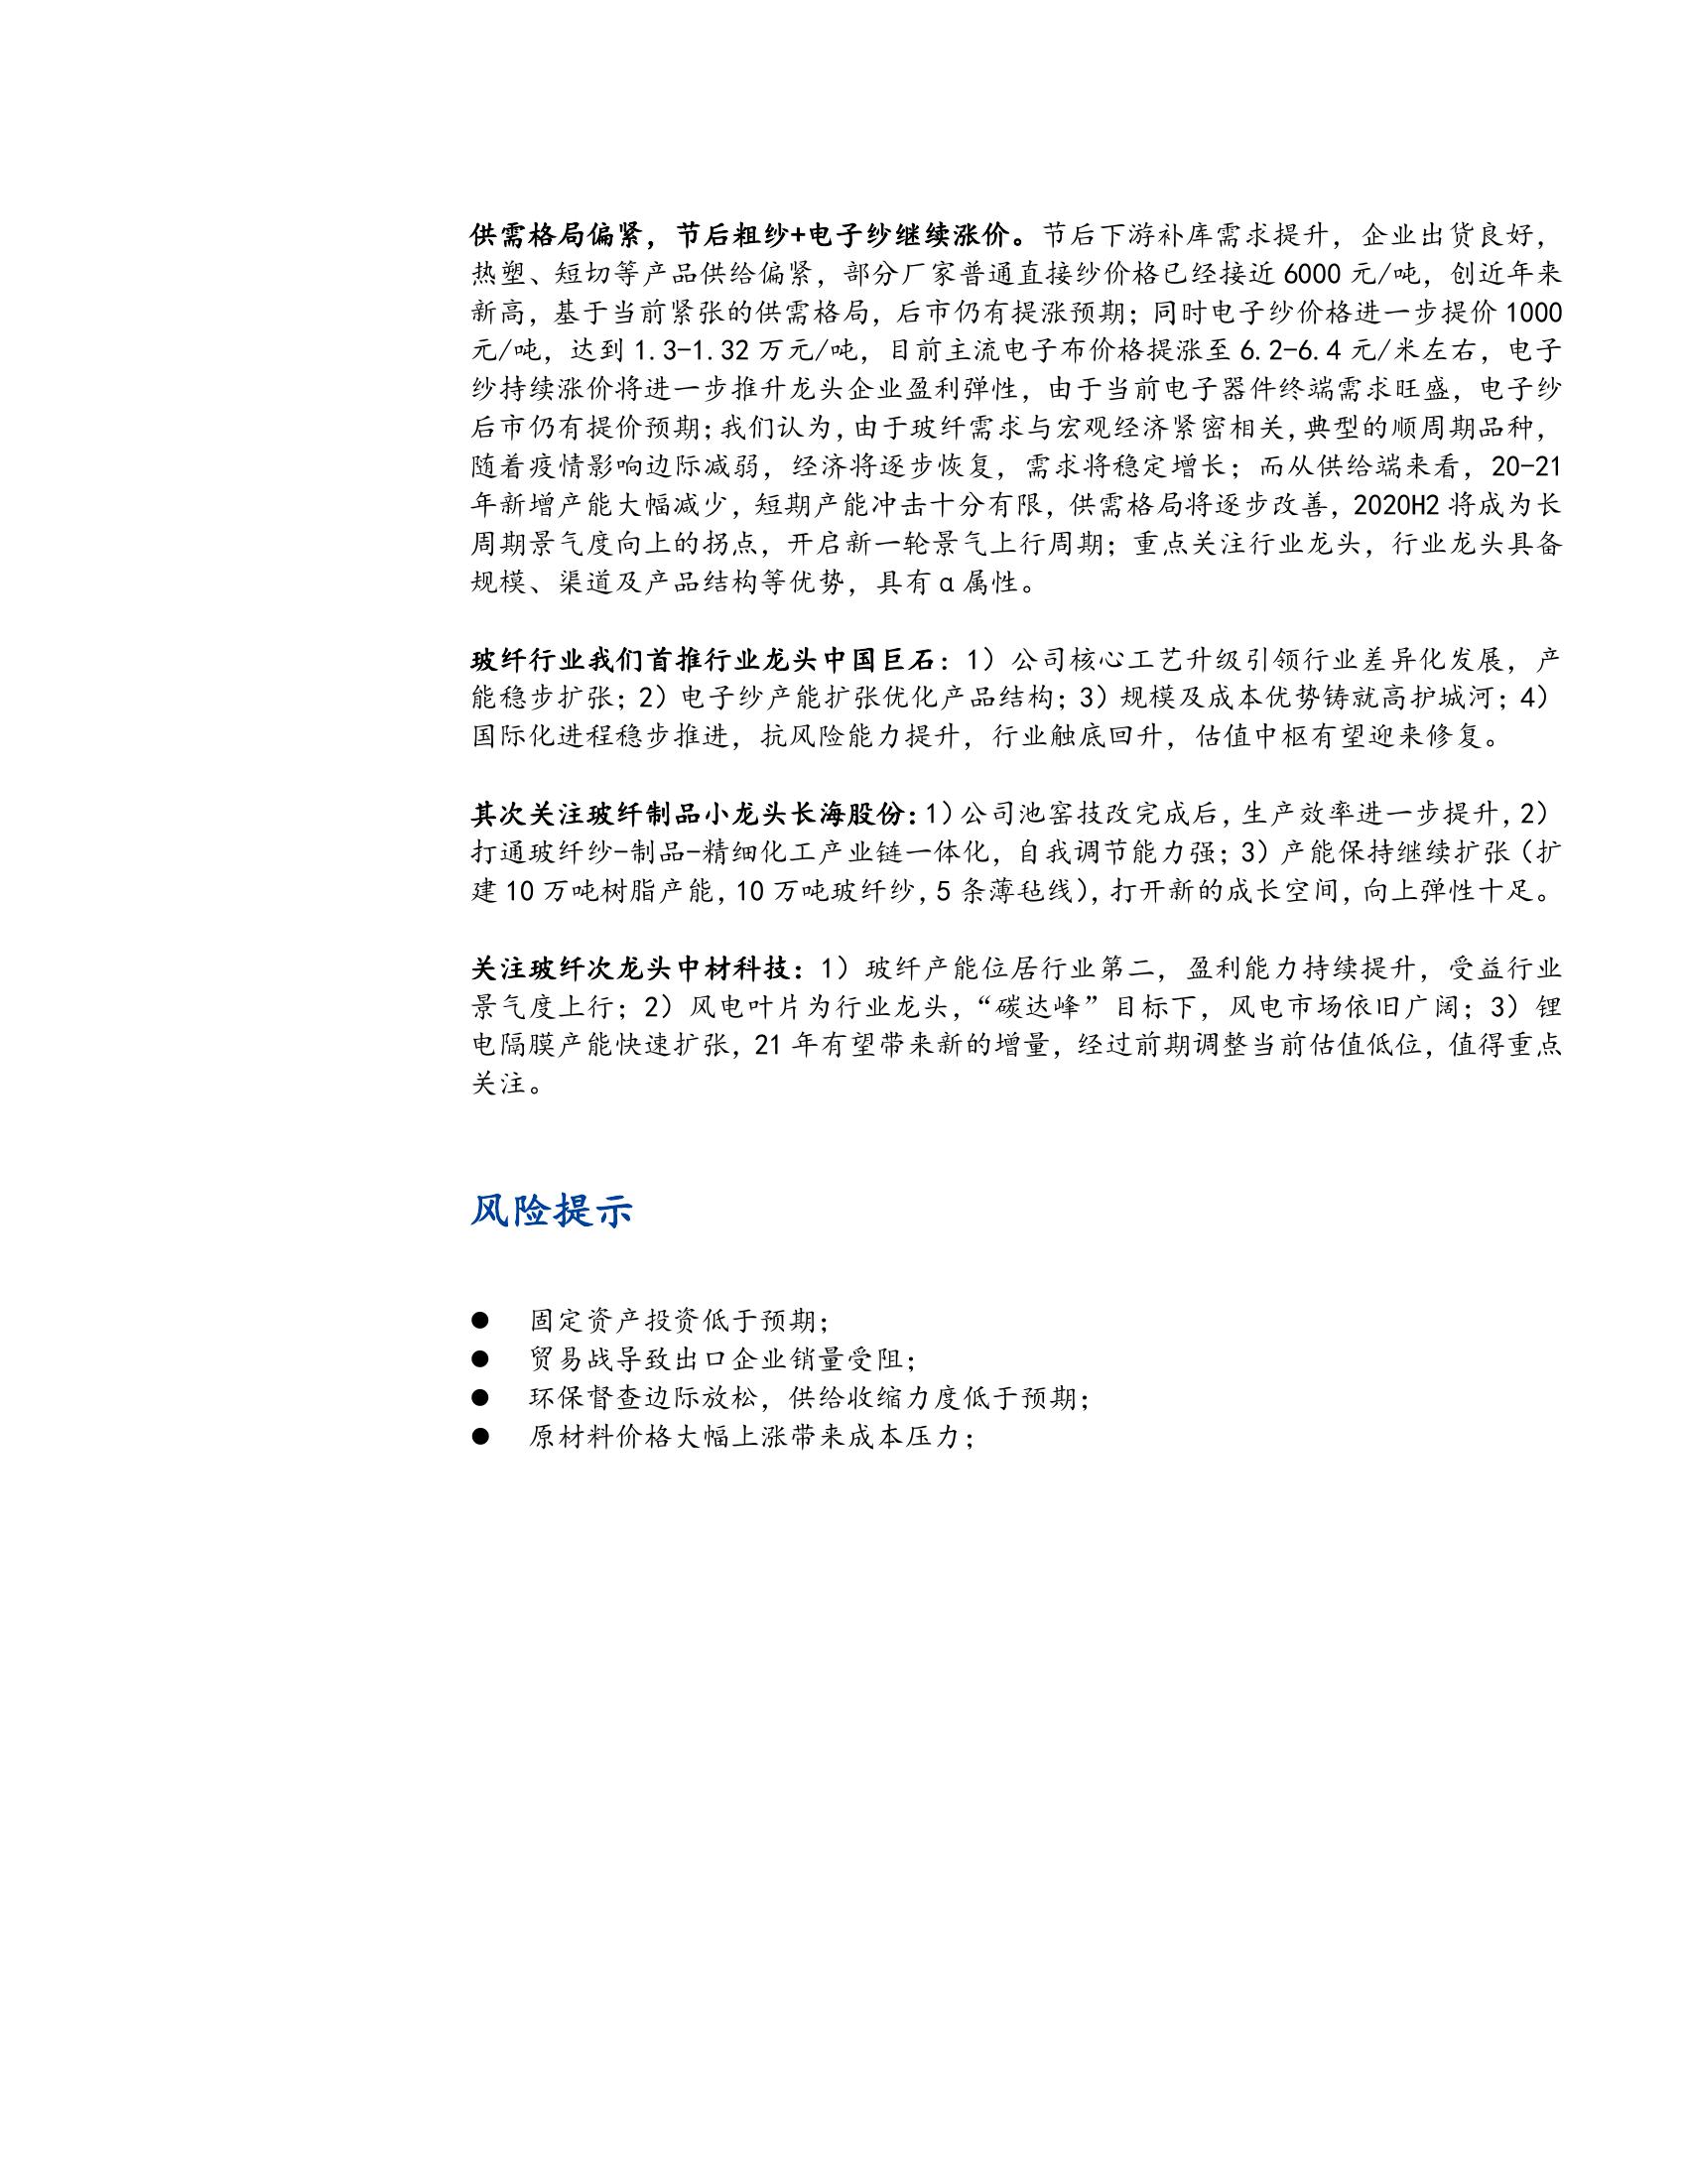 供需格局偏紧，节后粗纱+电子纱继续涨价。节后下游补库需求提升，企业出货良好，
热塑、短切等产品供给偏紧，部分厂家普通直接纱价格已经接近 6000 元/吨，创近年来
新高，基于当前紧张的供需格局，后市仍有提涨预期；同时电子纱价格进一步提价 1000
元/吨，达到 1.3-1.32 万元/吨，目前主流电子布价格提涨至 6.2-6.4 元/米左右，电子
纱持续涨价将进一步推升龙头企业盈利弹性，由于当前电子器件终端需求旺盛，电子纱
后市仍有提价预期；我们认为，由于玻纤需求与宏观经济紧密相关，典型的顺周期品种，
随着疫情影响边际减弱，经济将逐步恢复，需求将稳定增长；而从供给端来看，20-21
年新增产能大幅减少，短期产能冲击十分有限，供需格局将逐步改善，2020H2 将成为长
周期景气度向上的拐点，开启新一轮景气上行周期；重点关注行业龙头，行业龙头具备
规模、渠道及产品结构等优势，具有 α 属性。
玻纤行业我们首推行业龙头中国巨石：1）公司核心工艺升级引领行业差异化发展，产
能稳步扩张；2）电子纱产能扩张优化产品结构；3）规模及成本优势铸就高护城河；4）
国际化进程稳步推进，抗风险能力提升，行业触底回升，估值中枢有望迎来修复。
其次关注玻纤制品小龙头长海股份：1）公司池窑技改完成后，生产效率进一步提升，2）
打通玻纤纱-制品-精细化工产业链一体化，自我调节能力强；3）产能保持继续扩张（扩
建 10 万吨树脂产能，10 万吨玻纤纱，5 条薄毡线），打开新的成长空间，向上弹性十足。
关注玻纤次龙头中材科技：1）玻纤产能位居行业第二，盈利能力持续提升，受益行业
景气度上行；2）风电叶片为行业龙头，“碳达峰”目标下，风电市场依旧广阔；3）锂
电隔膜产能快速扩张，21 年有望带来新的增量，经过前期调整当前估值低位，值得重点
关注。
风险提示
● 固定资产投资低于预期；
● 贸易战导致出口企业销量受阻；
● 环保督查边际放松，供给收缩力度低于预期；
● 原材料价格大幅上涨带来成本压力；